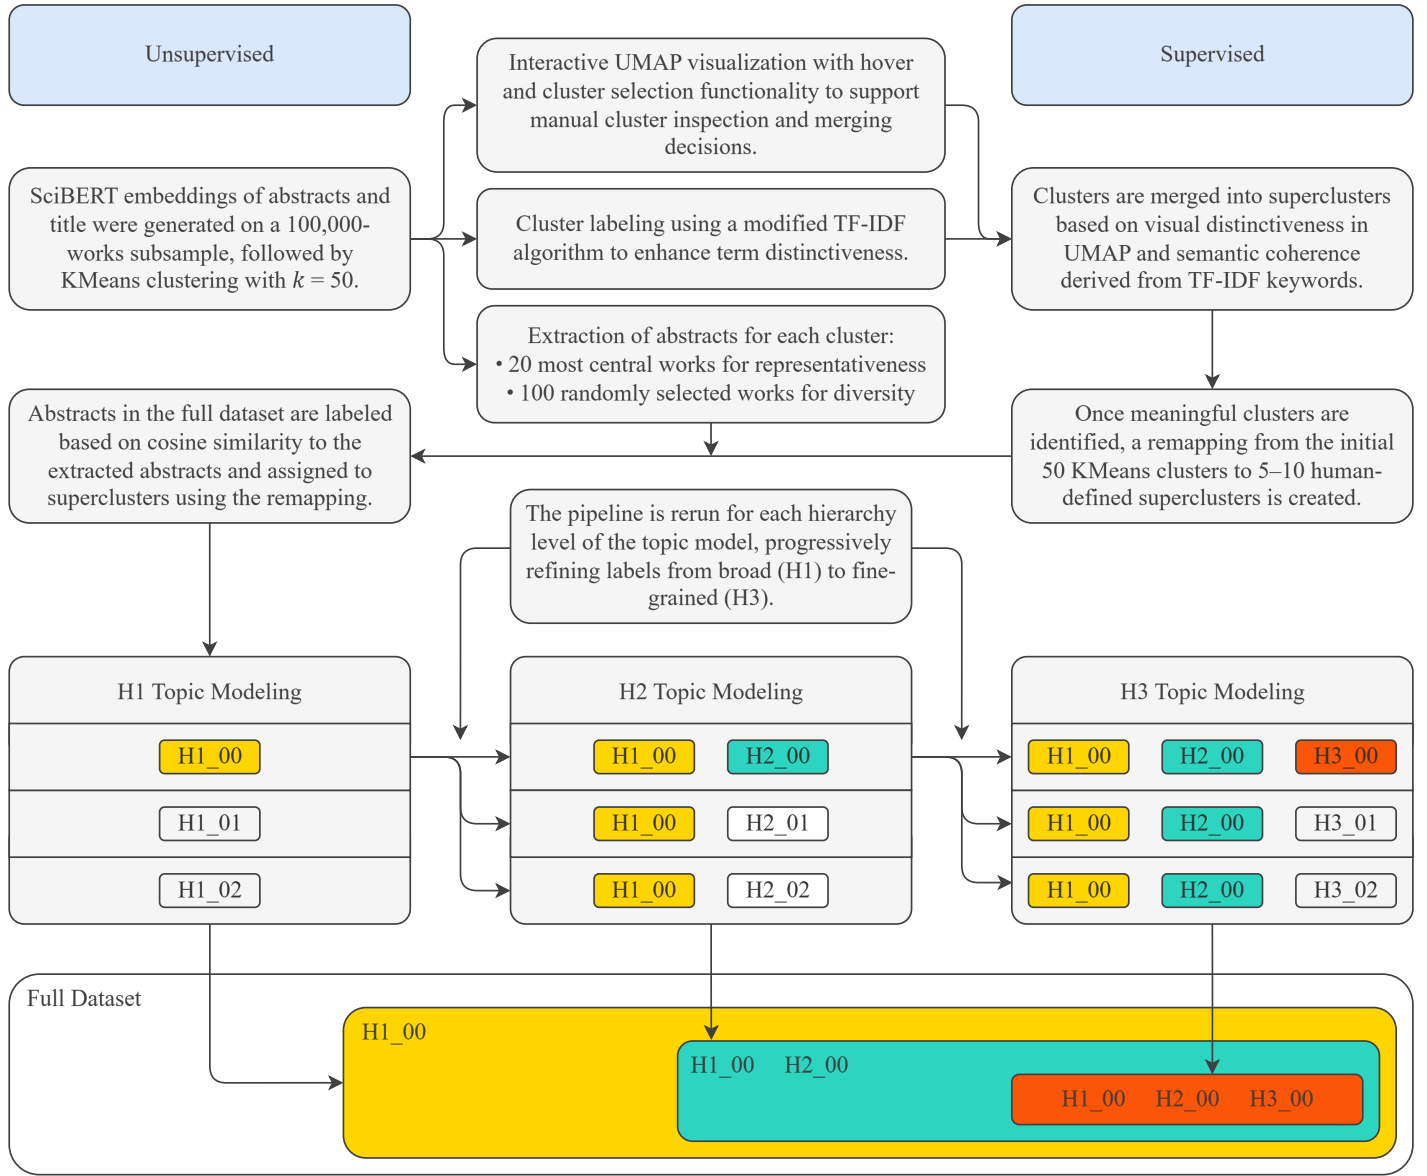 Unsupervised
Supervised
Interactive UMAP visualization with hover
and cluster selection functionality to support
manual cluster inspection and merging
decisions.
SciBERT embeddings of abstracts and
title were generated on a 100,000-
works subsample, followed by
KMeans clustering with k = 50.
Cluster labeling using a modified TF-IDF
algorithm to enhance term distinctiveness.
Clusters are merged into superclusters
based on visual distinctiveness in
UMAP and semantic coherence
derived from TF-IDF keywords.
Extraction of abstracts for each cluster:
• 20 most central works for representativeness
• 100 randomly selected works for diversity
Abstracts in the full dataset are labeled
based on cosine similarity to the
extracted abstracts and assigned to
superclusters using the remapping.
Once meaningful clusters are
identified, a remapping from the initial
50 KMeans clusters to 5–10 human-
defined superclusters is created.
The pipeline is rerun for each hierarchy
level of the topic model, progressively
refining labels from broad (H1) to fine-
grained (H3).
H1 Topic Modeling
H1_00
H1_01
H1_02
H2 Topic Modeling
H1_00 H2_00
H1_00 H2_01
H1_00 H2_02
H3 Topic Modeling
H1_00 H2_00 H3_00
H1_00 H2_00 H3_01
H1_00 H2_00 H3_02
Full Dataset
H1_00
H1_00 H2_00
H1_00 H2_00 H3_00